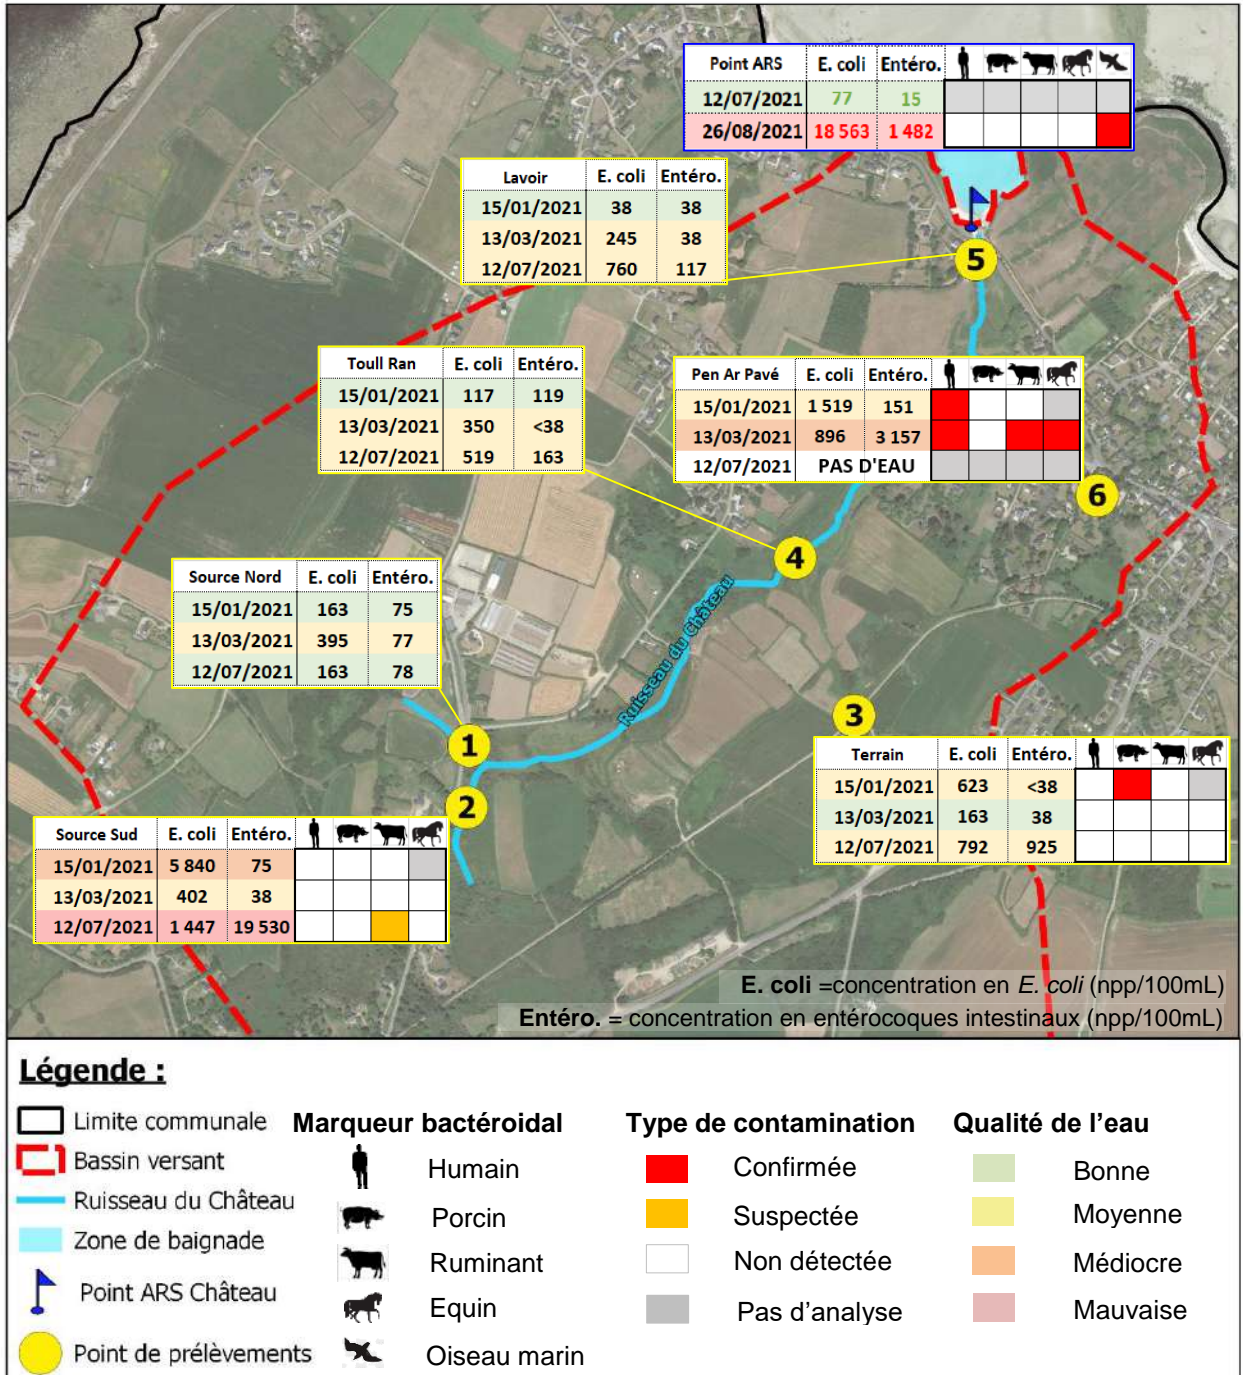 Point ARS E. coli Entéro.
12/07/2021 77 15
26/08/2021 18 563 1 482
Lavoir E. coli Entéro.
15/01/2021 38 38
13/03/2021 245 38
12/07/2021 760 117
5
Toull Ran E. coli Entéro.
15/01/2021 117 119
13/03/2021 350 <38
12/07/2021 519 163
Pen Ar Pavé E. coli Entéro.
15/01/2021 1 519 151
13/03/2021 896 3 157
12/07/2021 PAS D'EAU
6
4
Source Nord E. coli Entéro.
15/01/2021 163 75
13/03/2021 395 77
12/07/2021 163 78
Ruisseau du Château
3
1
2
Terrain E. coli Entéro.
15/01/2021 623 <38
13/03/2021 163 38
12/07/2021 792 925
Source Sud E. coli Entéro.
15/01/2021 5 840 75
13/03/2021 402 38
12/07/2021 1 447 19 530
E. coli =concentration en E. coli (npp/100mL)
Entéro. = concentration en entérocoques intestinaux (npp/100mL)
Légende :
Limite communale
Bassin versant
Ruisseau du Château
Zone de baignade
Point ARS Château
Point de prélèvements
Marqueur bactéroidal
Humain
Porcin
Ruminant
Equin
Oiseau marin
Type de contamination
Confirmée
Suspectée
Non détectée
Pas d'analyse
Qualité de l'eau
Bonne
Moyenne
Médiocre
Mauvaise